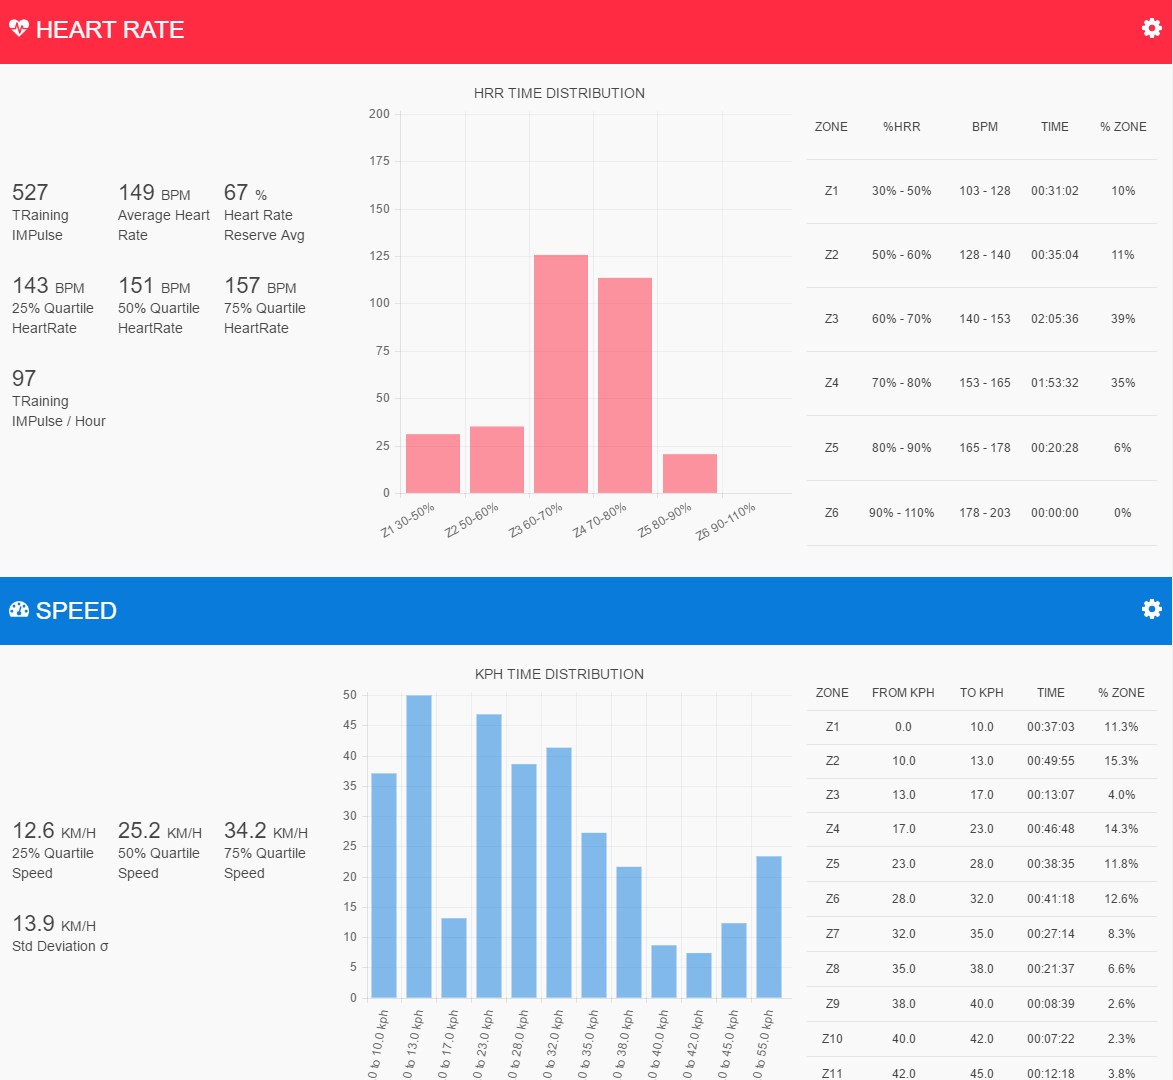 HEART RATE
HRR TIME DISTRIBUTION
200
175
150
125
100
75
50
25
0
Z1 30-50%
Z2 50-60%
Z3 60-70%
Z4 70-80%
Z5 80-90%
Z6 90-110%
527
TRaining
IMPulse
149 BPM
Average Heart
Rate
67 %
Heart Rate
Reserve Avg
143 BPM
25% Quartile
HeartRate
151 BPM
50% Quartile
HeartRate
157 BPM
75% Quartile
HeartRate
97
TRaining
IMPulse / Hour
ZONE %HRR BPM TIME % ZONE
Z1 30% - 50% 103 - 128 00:31:02 10%
Z2 50% - 60% 128 - 140 00:35:04 11%
Z3 60% - 70% 140 - 153 02:05:36 39%
Z4 70% - 80% 153 - 165 01:53:32 35%
Z5 80% - 90% 165 - 178 00:20:28 6%
Z6 90% - 110% 178 - 203 00:00:00 0%
SPEED
KPH TIME DISTRIBUTION
50
45
40
35
30
25
20
15
10
5
0
0 to 10.0 kph
0 to 13.0 kph
0 to 17.0 kph
0 to 23.0 kph
0 to 28.0 kph
0 to 32.0 kph
0 to 35.0 kph
0 to 38.0 kph
0 to 40.0 kph
0 to 42.0 kph
0 to 45.0 kph
0 to 55.0 kph
12.6 KM/H
25% Quartile
Speed
25.2 KM/H
50% Quartile
Speed
34.2 KM/H
75% Quartile
Speed
13.9 KM/H
Std Deviation σ
ZONE FROM KPH TO KPH TIME % ZONE
Z1 0.0 10.0 00:37:03 11.3%
Z2 10.0 13.0 00:49:55 15.3%
Z3 13.0 17.0 00:13:07 4.0%
Z4 17.0 23.0 00:46:48 14.3%
Z5 23.0 28.0 00:38:35 11.8%
Z6 28.0 32.0 00:41:18 12.6%
Z7 32.0 35.0 00:27:14 8.3%
Z8 35.0 38.0 00:21:37 6.6%
Z9 38.0 40.0 00:08:39 2.6%
Z10 40.0 42.0 00:07:22 2.3%
Z11 42.0 45.0 00:12:18 3.8%